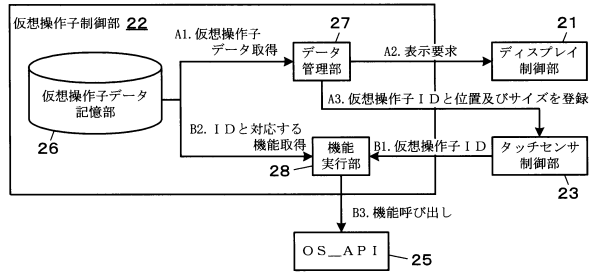 仮想操作子制御部 22
A1.仮想操作子
データ取得
27
データ
管理部
A2.表示要求
21
ディスプレイ
制御部
仮想操作子データ
記憶部
26
A3.仮想操作子IDと位置及びサイズを登録
B2.IDと対応する
機能取得
機能
実行部
28
B1.仮想操作子ID
タッチセンサ
制御部
23
B3.機能呼び出し
OS_API
25